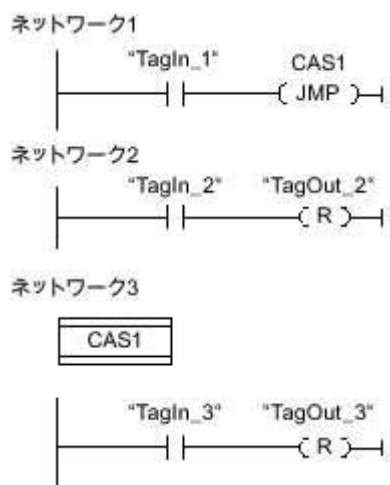 ネットワーク1
"TagIn_1" CAS1
JMP
ネットワーク2
"TagIn_2" "TagOut_2"
R
ネットワーク3
CAS1
"TagIn_3" "TagOut_3"
R